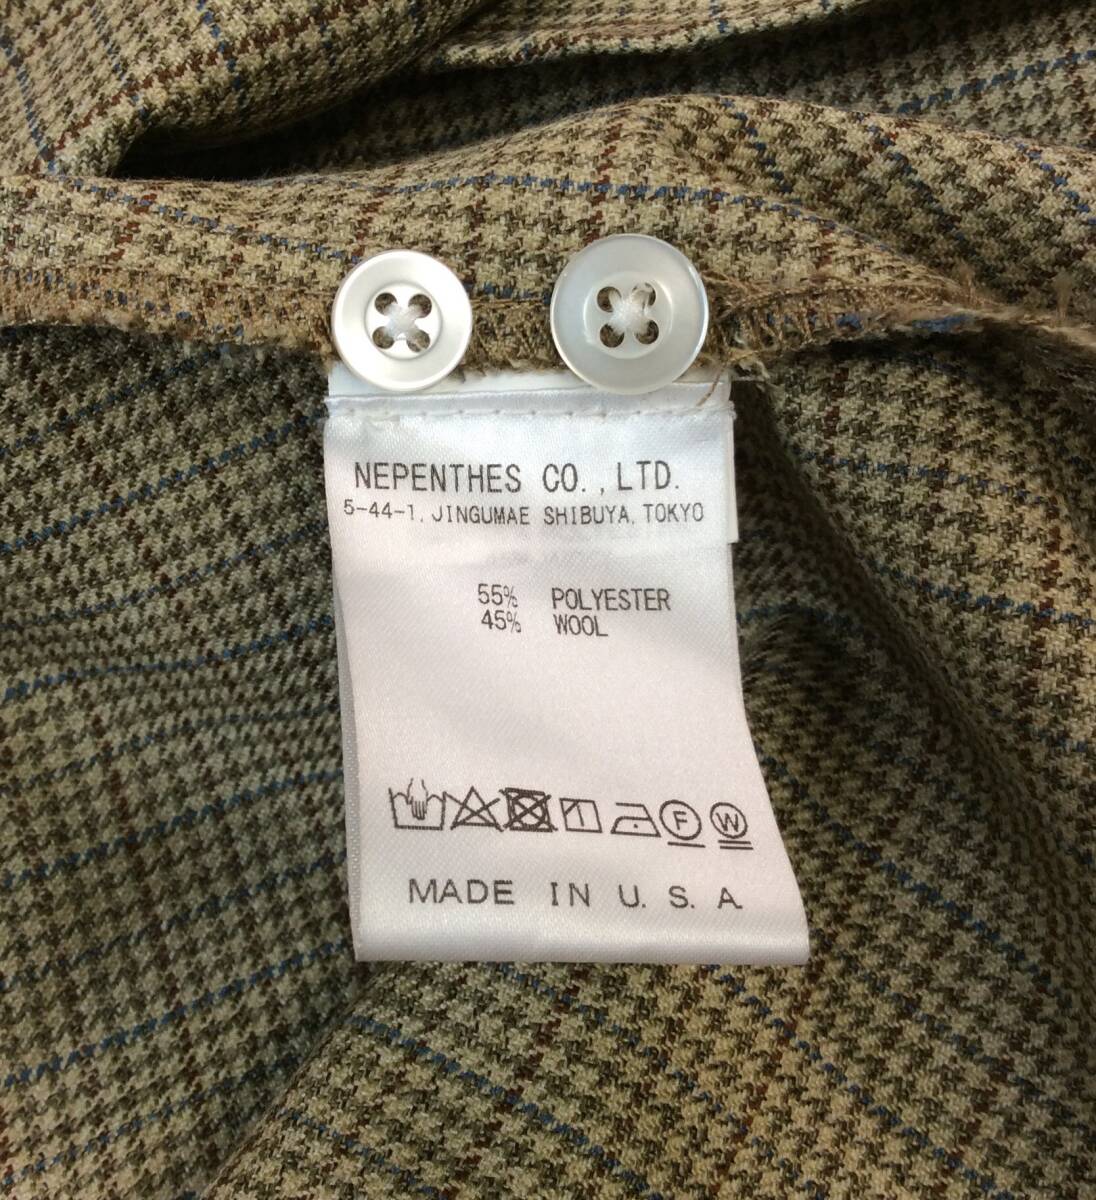 NEPENTHES CO., LTD.
5-44-1, JINGUMAE SHIBUYA, TOKYO
55% POLYESTER
45% WOOL
F W
MADE IN U.S.A.